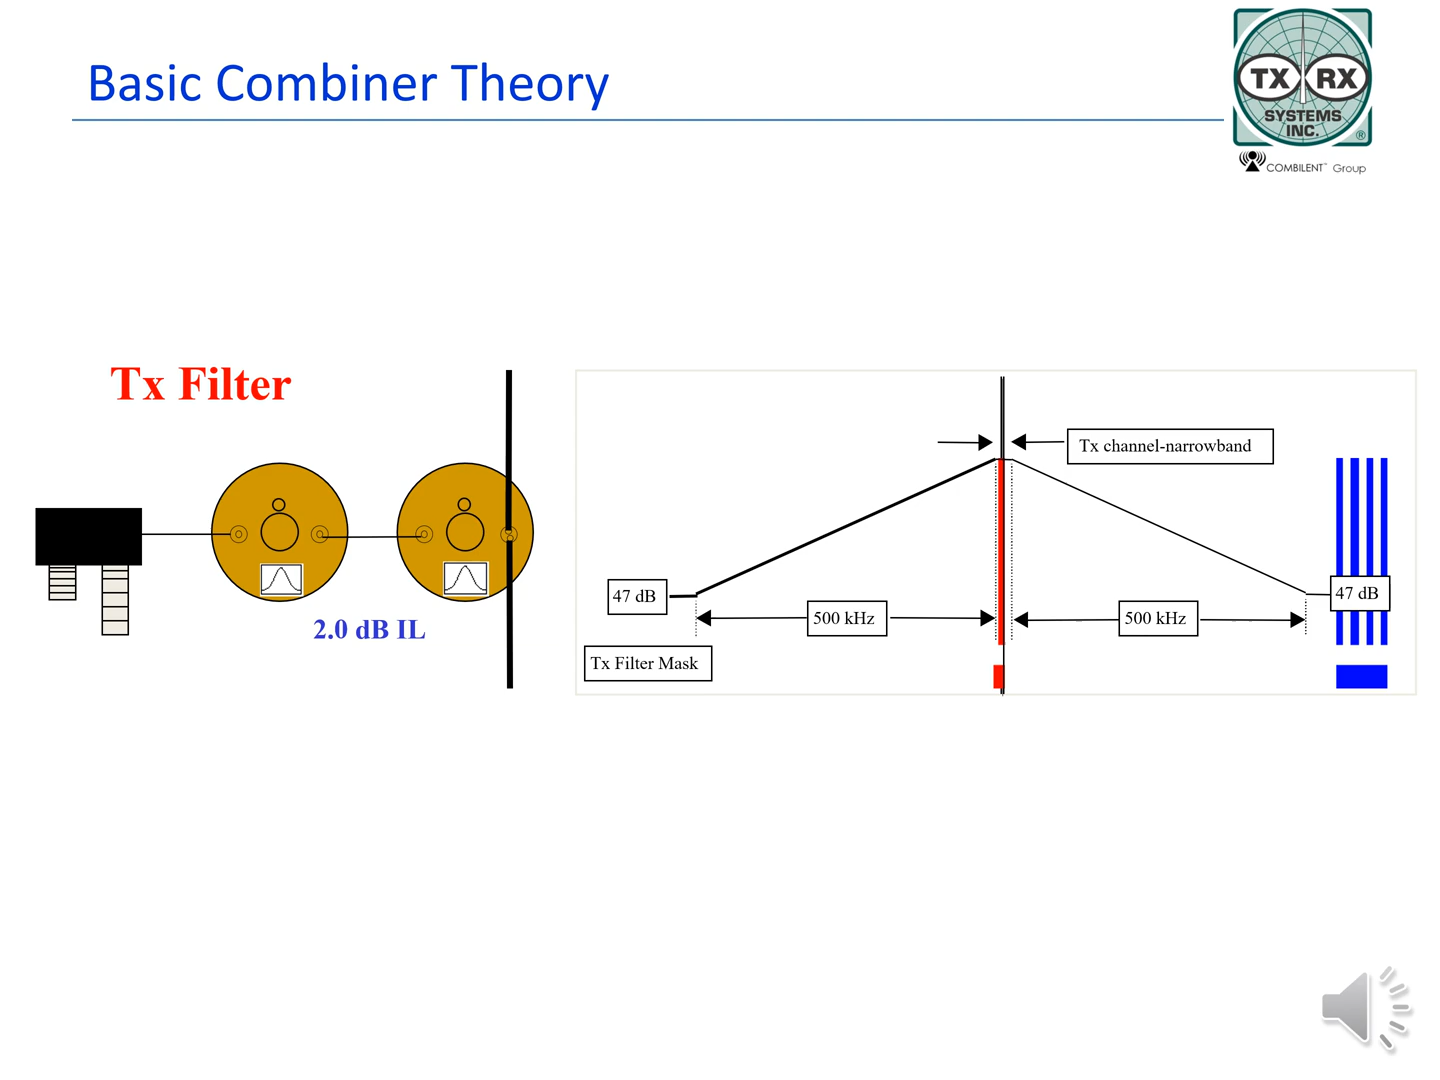 Basic Combiner Theory
TX RX
SYSTEMS
INC.
®
COMBILENT™ Group
Tx Filter
2.0 dB IL
Tx channel-narrowband
47 dB
500 kHz
500 kHz
47 dB
Tx Filter Mask